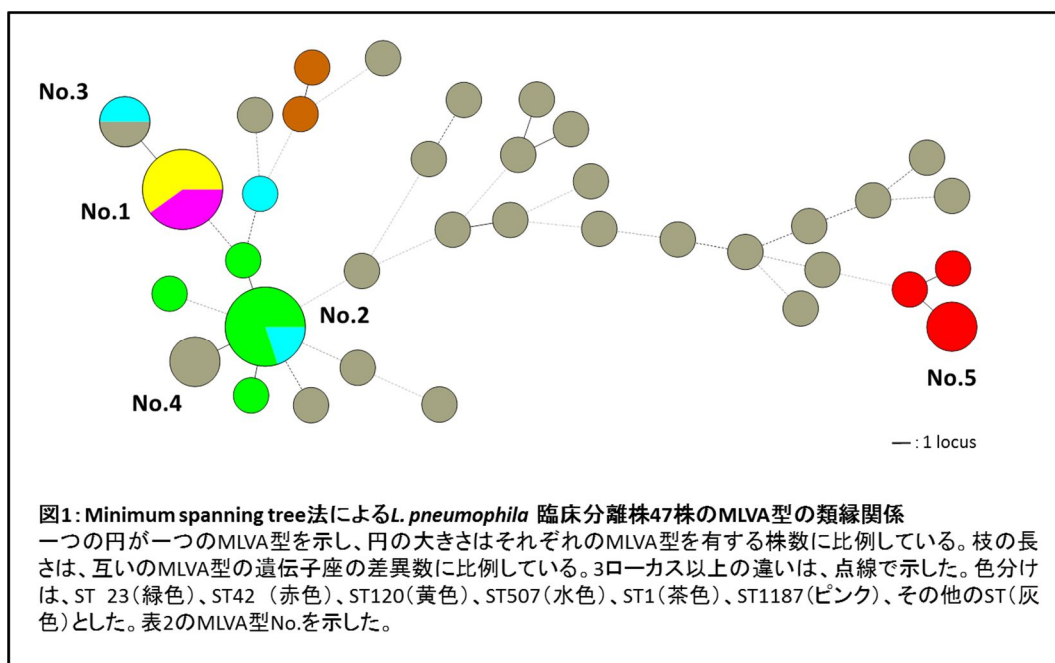 No.3
No.1
No.2
No.4
No.5
— : 1 locus
図1: Minimum spanning tree法によるL. pneumophila 臨床分離株47株のMLVA型の類縁関係
一つの円が一つのMLVA型を示し、円の大きさはそれぞれのMLVA型を有する株数に比例している。枝の長
さは、互いのMLVA型の遺伝子座の差異数に比例している。3ローカス以上の違いは、点線で示した。色分け
は、ST 23(緑色)、ST42 (赤色)、ST120(黄色)、ST507(水色)、ST1(茶色)、ST1187(ピンク)、その他のST(灰
色)とした。表2のMLVA型No.を示した。